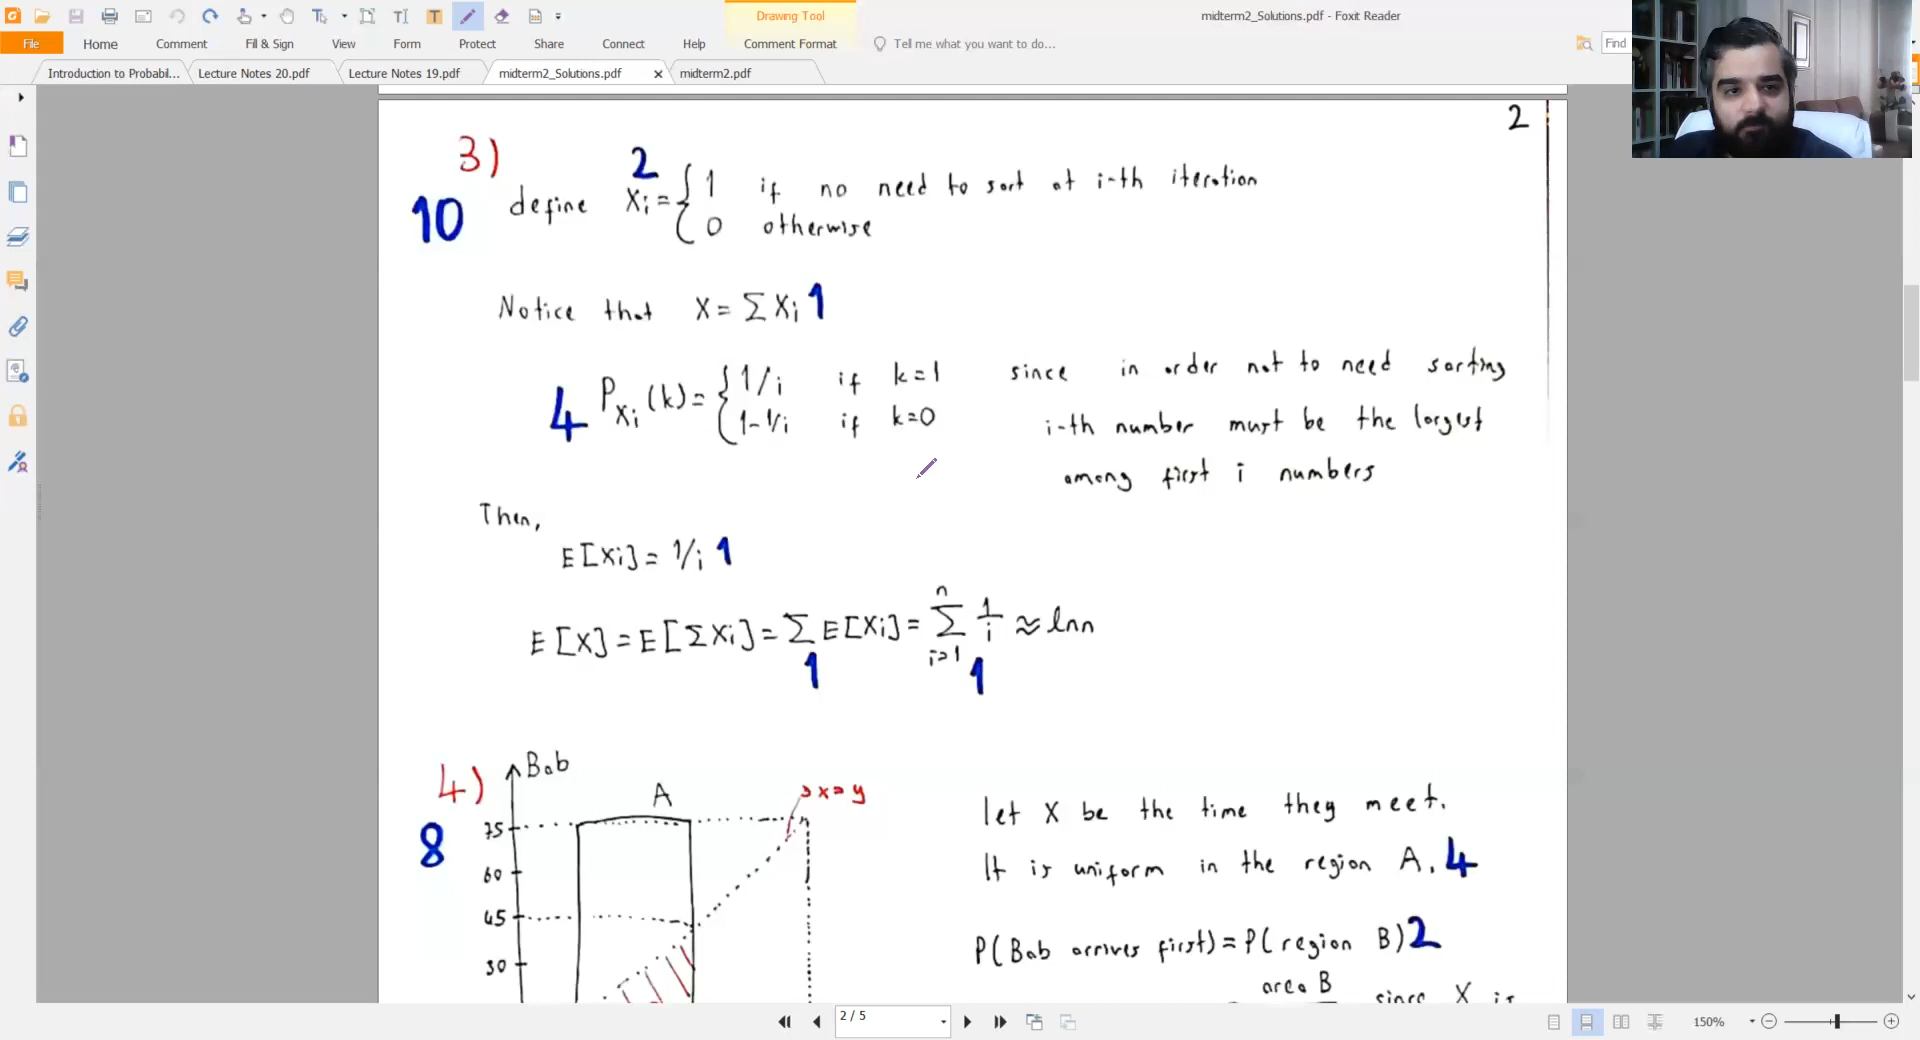 Drawing Tool
midterm2_Solutions.pdf - Foxit Reader
File Home Comment Fill & Sign View Form Protect Share Connect Help Comment Format Tell me what you want to do... Find
Introduction to Probabil... Lecture Notes 20.pdf Lecture Notes 19.pdf midterm2_Solutions.pdf midterm2.pdf
2
3)
10
define Xi = { 1 if no need to sort at i-th iteration
0 otherwise
2
Notice that X = Σ Xi 1
4 P_Xi (k) = { 1/i if k=1
1-1/i if k=0
since in order not to need sorting
i-th number must be the largest
among first i numbers
Then,
E[Xi] = 1/i 1
E[X] = E[ΣXi] = Σ E[Xi] = n Σ i=1 1/i ≈ lnn
1 1
4)
8
Bob
A
x=y
75
60
45
30
let X be the time they meet.
It is uniform in the region A. 4
P(Bob arrives first) = P(region B) 2
area B
since X is
2 / 5
150%